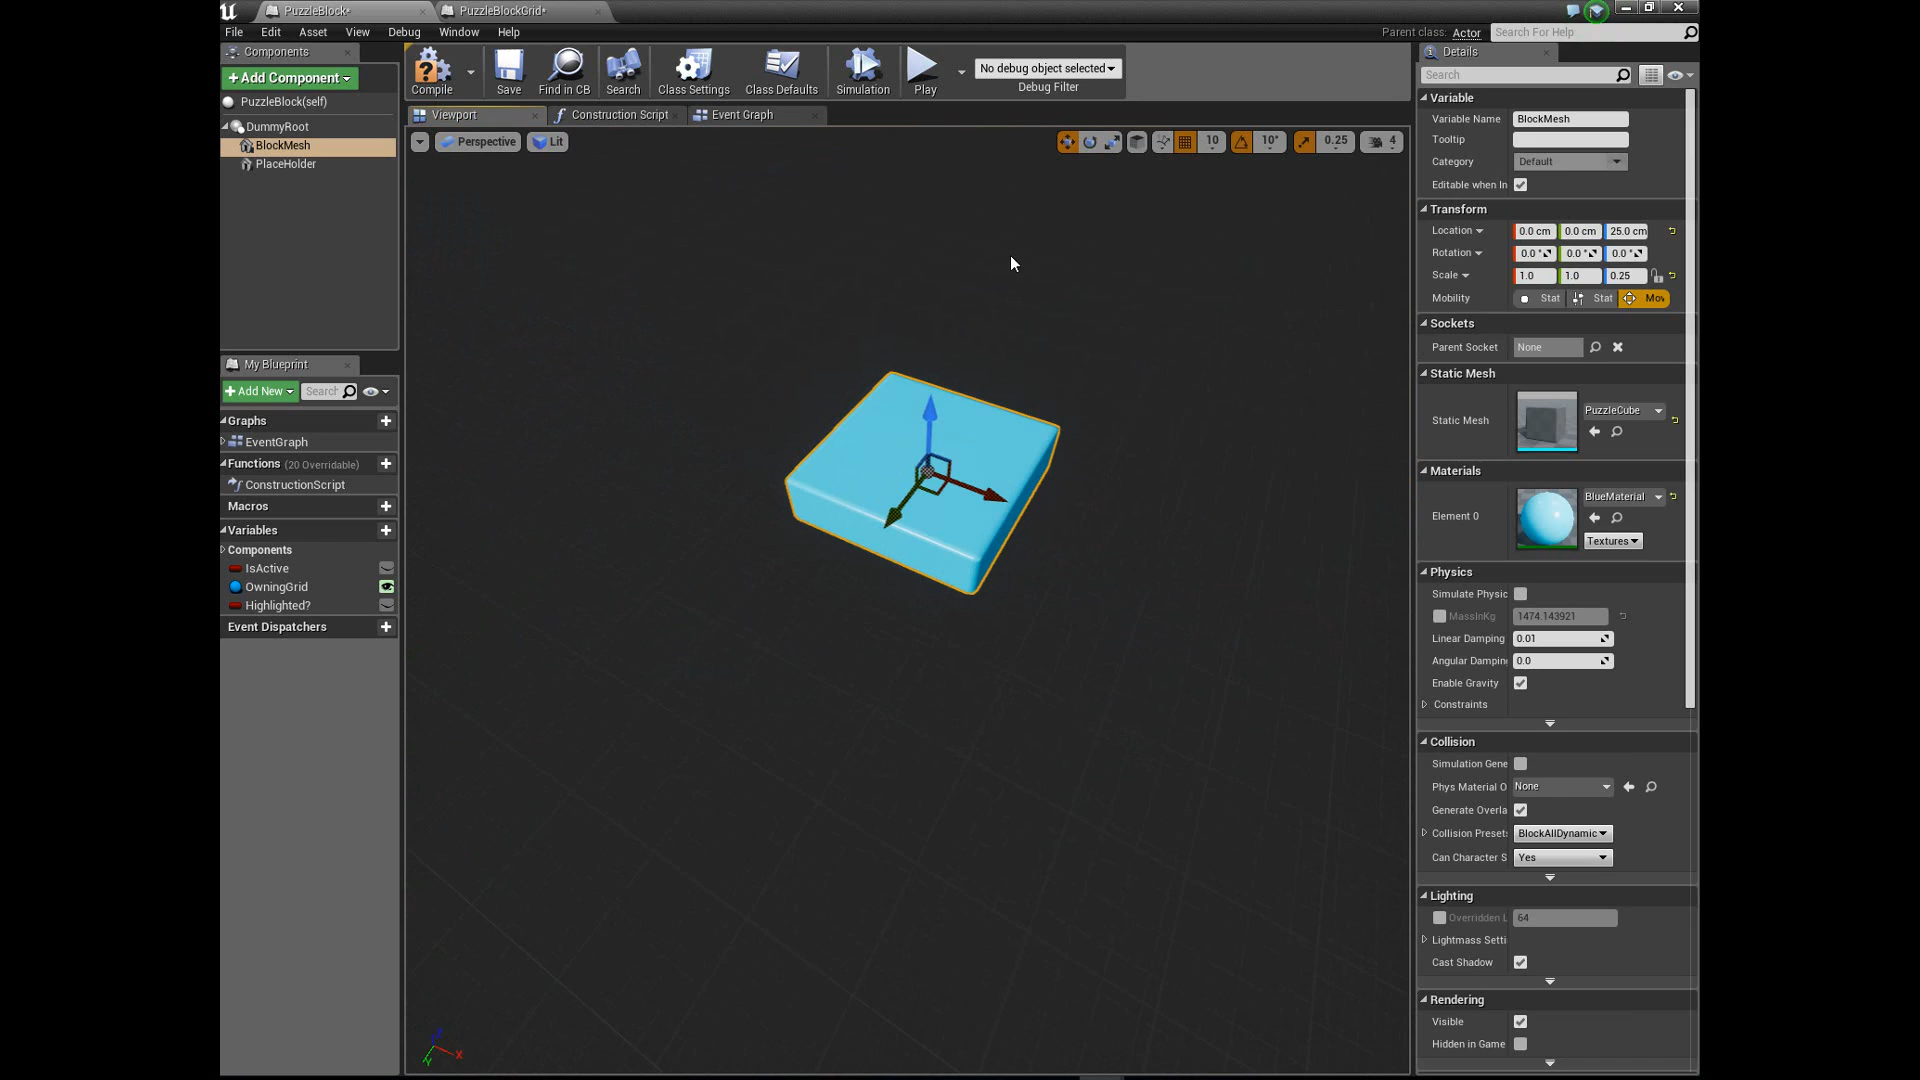 PuzzleBlock*
PuzzleBlockGrid*
File Edit Asset View Debug Window Help
Parent class: Actor
Search For Help
Components
+Add Component
PuzzleBlock(self)
DummyRoot
BlockMesh
PlaceHolder
My Blueprint
+Add New
Search
Graphs
EventGraph
Functions (20 Overridable)
ConstructionScript
Macros
Variables
Components
IsActive
OwningGrid
Highlighted?
Event Dispatchers
Compile Save Find in CB Search Class Settings Class Defaults Simulation Play
No debug object selected
Debug Filter
Viewport
Construction Script
Event Graph
Perspective
Lit
10
10°
0.25
4
X
Y
Z
Details
Search
Variable
Variable Name BlockMesh
Tooltip
Category Default
Editable when In
Transform
Location 0.0 cm 0.0 cm 25.0 cm
Rotation 0.0 ° 0.0 ° 0.0 °
Scale 1.0 1.0 0.25
Mobility Stat Stat Mov
Sockets
Parent Socket None
Static Mesh
Static Mesh PuzzleCube
Materials
Element 0 BlueMaterial
Textures
Physics
Simulate Physic
MassInKg 1474.143921
Linear Damping 0.01
Angular Dampin 0.0
Enable Gravity
Constraints
Collision
Simulation Gene
Phys Material O None
Generate Overla
Collision Preset BlockAllDynamic
Can Character S Yes
Lighting
Overridden L 64
Lightmass Setti
Cast Shadow
Rendering
Visible
Hidden in Game